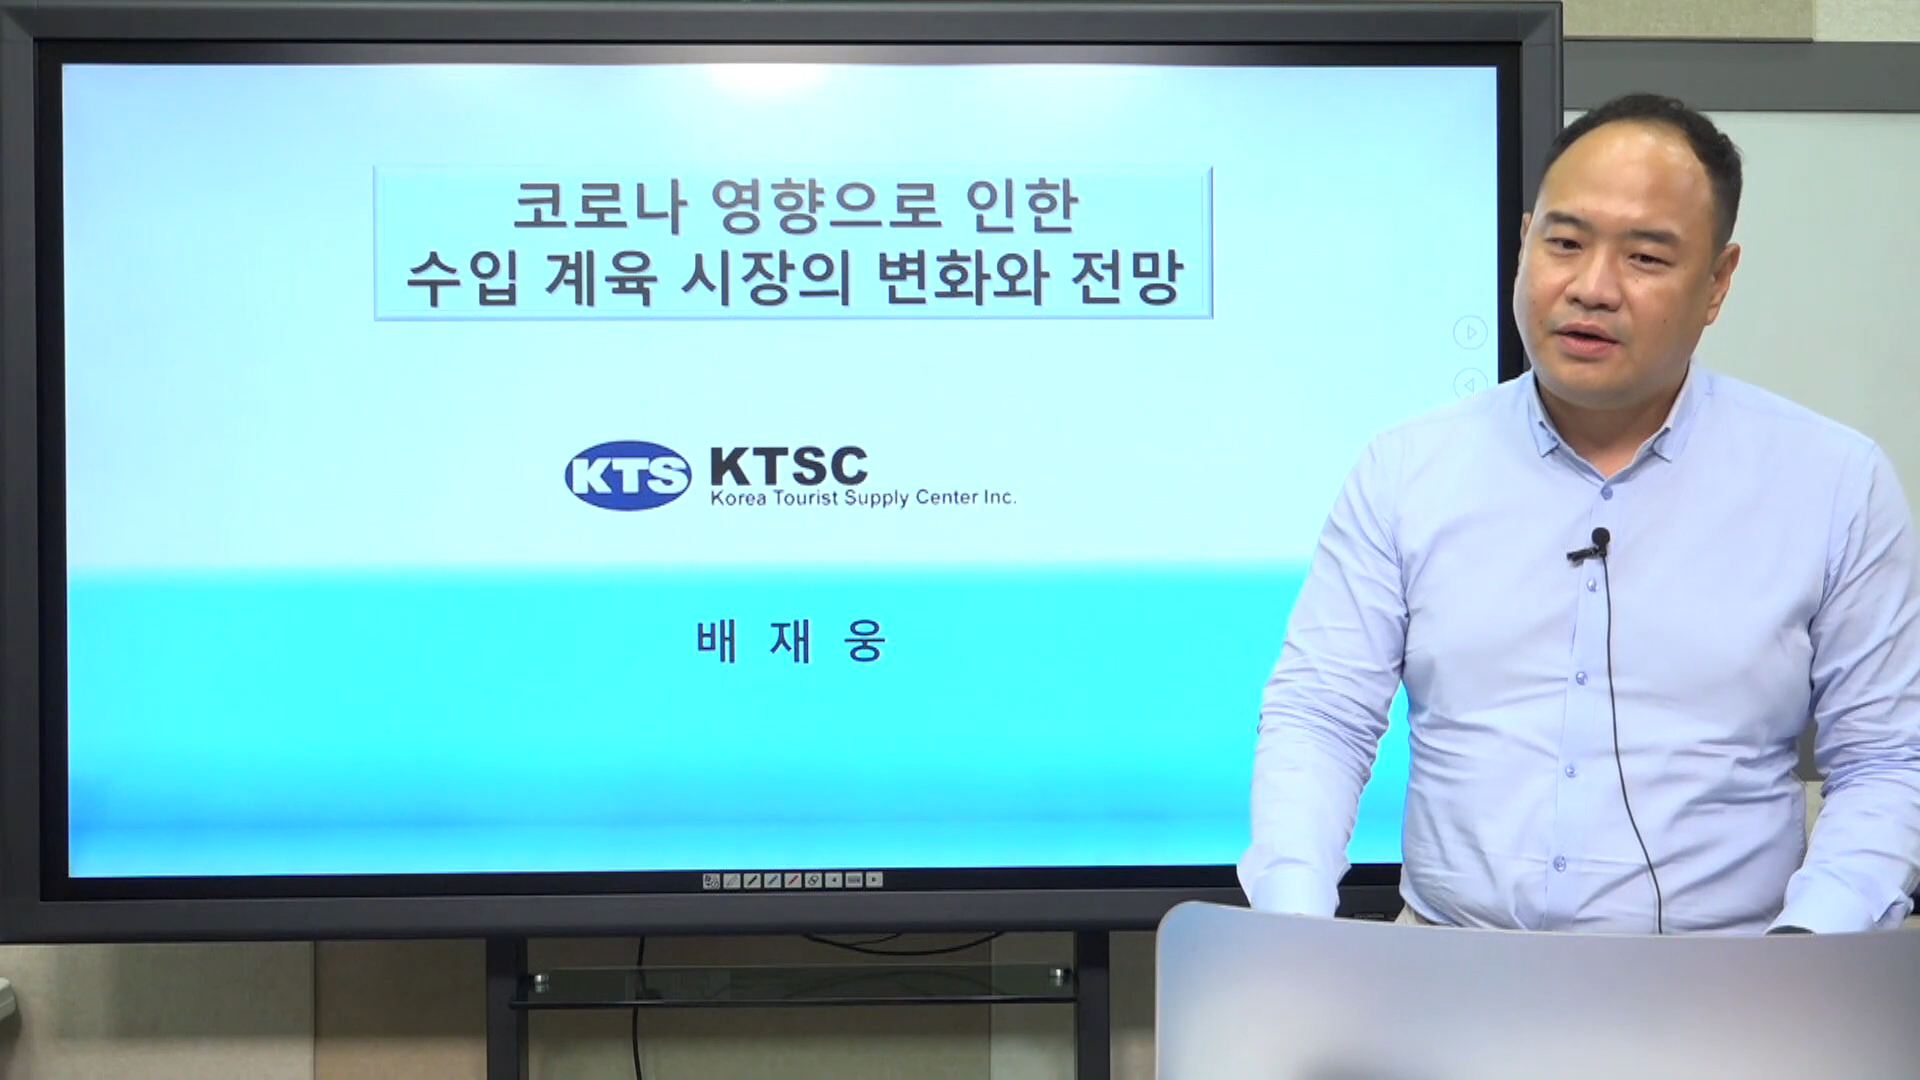 코로나 영향으로 인한
수입 계육 시장의 변화와 전망
KTS KTSC
Korea Tourist Supply Center Inc.
배 재 웅